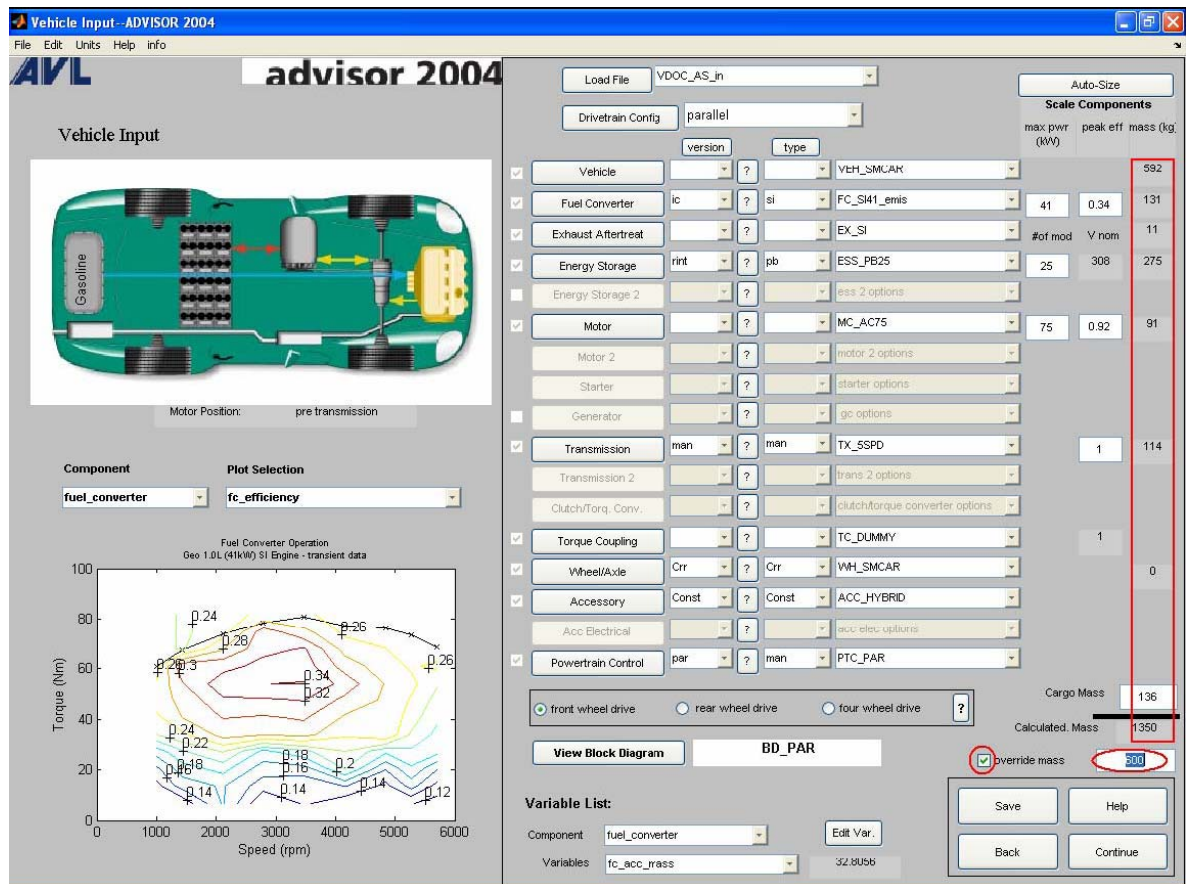 Vehicle Input--ADVISOR 2004
File Edit Units Help info
AVL
advisor 2004
Vehicle Input
Gasoline
Motor Position: pre transmission
Component Plot Selection
fuel_converter fc_efficiency
Fuel Converter Operation
Geo 1.0L (41kW) SI Engine - transient data
100
80
60
40
20
0
Torque (Nm)
0.24
0.28
0.26
0.26
0.3
0.34
0.32
0.26
0.24
0.22
0.18
0.16
0.18
0.16
0.2
0.14
0.14
0.14
0.12
0 1000 2000 3000 4000 5000 6000
Speed (rpm)
Load File VDOC_AS_in
Auto-Size
Drivetrain Config parallel
Scale Components
max pwr (kW) peak eff mass (kg)
version type
Vehicle ? VEH_SMCAR 592
Fuel Converter ic ? si FC_SI41_emis 41 0.34 131
Exhaust Aftertreat ? EX_SI #of mod V nom 11
Energy Storage rint ? pb ESS_PB25 25 308 275
Energy Storage 2 ? ess 2 options
Motor ? MC_AC75 75 0.92 91
Motor 2 ? motor 2 options
Starter ? starter options
Generator ? gc options
Transmission man ? man TX_5SPD 1 114
Transmission 2 ? trans 2 options
Clutch/Torq. Conv. ? clutch/torque converter options
Torque Coupling ? TC_DUMMY 1
Wheel/Axle Crr ? Crr WH_SMCAR 0
Accessory Const ? Const ACC_HYBRID
Acc Electrical ? acc elec options
Powertrain Control par ? man PTC_PAR
front wheel drive rear wheel drive four wheel drive ?
Cargo Mass 136
Calculated. Mass 1350
View Block Diagram BD_PAR
override mass 600
Variable List:
Component fuel_converter Edit Var.
Variables fc_acc_mass 32.8056
Save Help
Back Continue